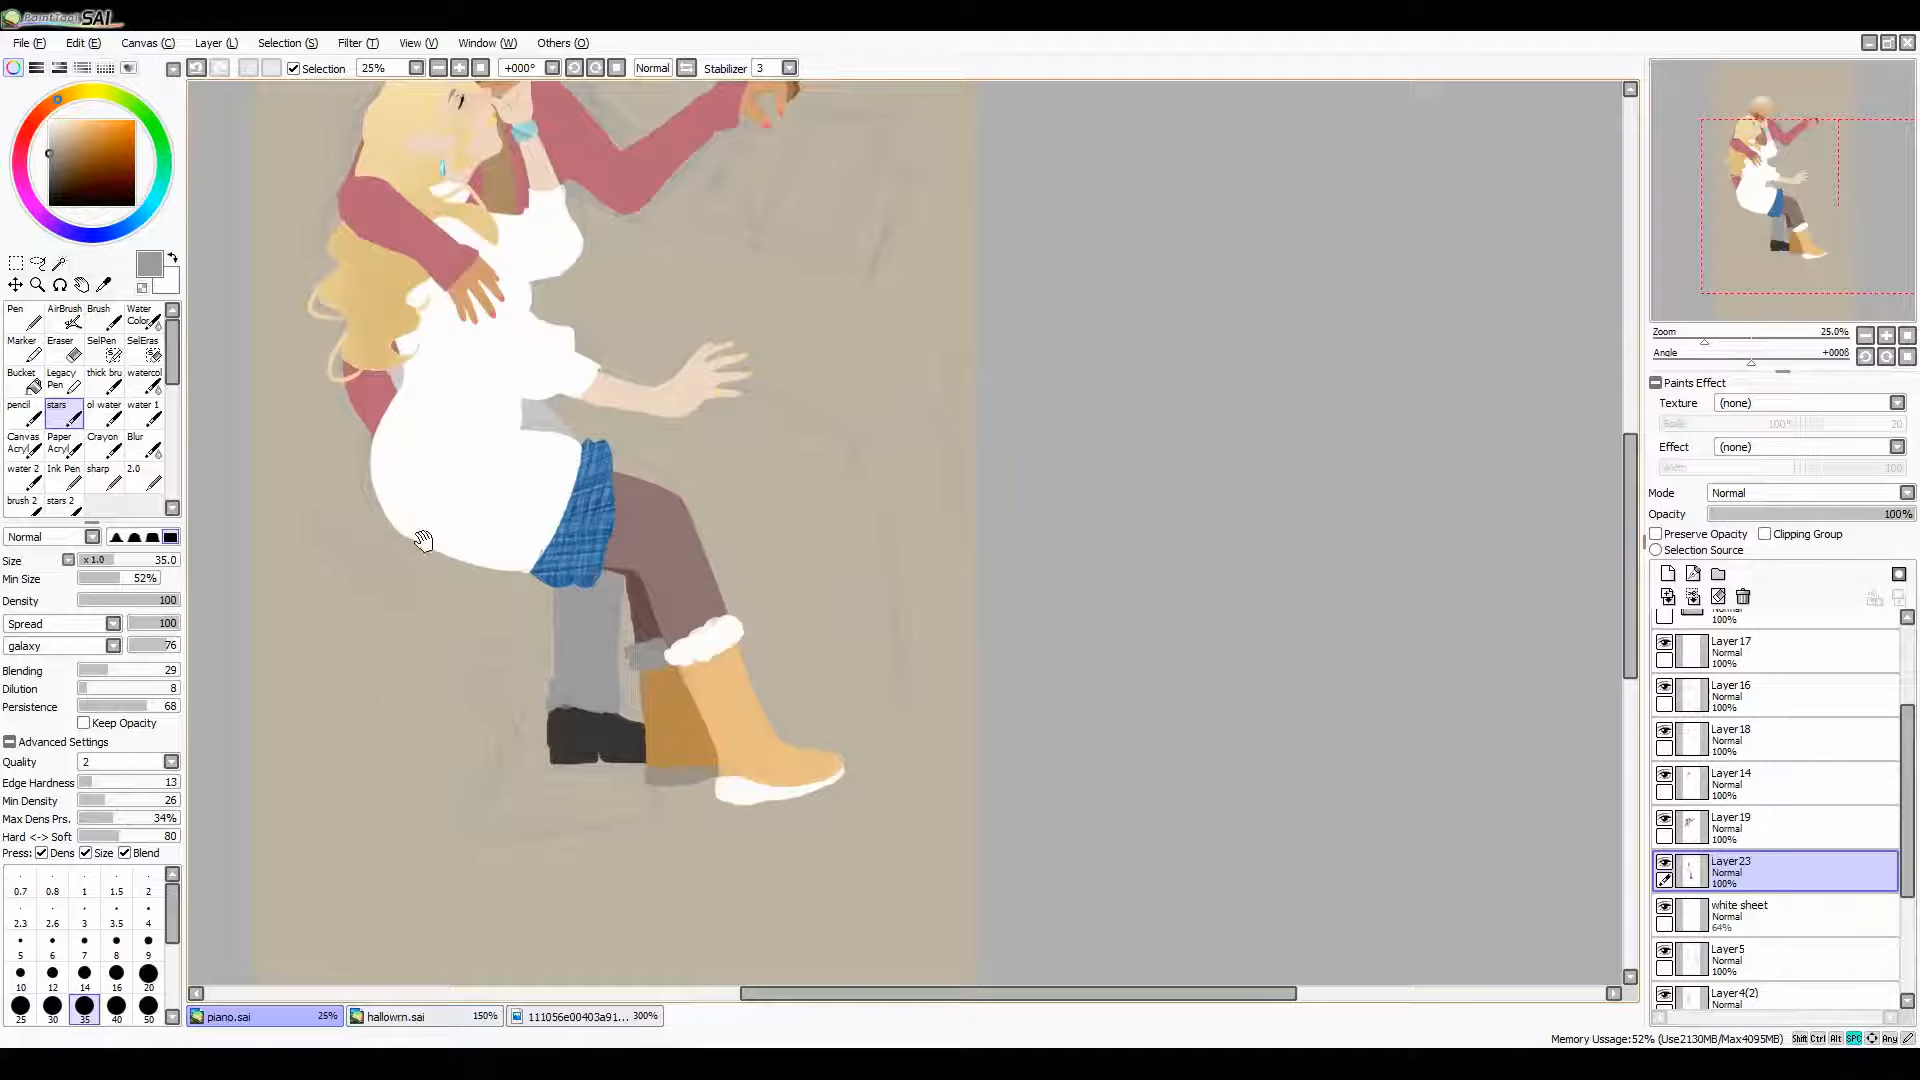 PaintTool SAI
File (F) Edit (E) Canvas (C) Layer (L) Selection (S) Filter (T) View (V) Window (W) Others (O)
Selection 25% +000° Normal Stabilizer 3
Pen AirBrush Brush Water Color
Marker Eraser SelPen SelEras
Bucket Legacy Pen thick bru watercol
pencil stars ol water water 1
Canvas Acryl Paper Acryl Crayon Blur
water 2 Ink Pen sharp 2.0
brush 2 stars 2
Normal
Size x 1.0 35.0
Min Size 52%
Density 100
Spread 100
galaxy 76
Blending 29
Dilution 8
Persistence 68
Keep Opacity
Advanced Settings
Quality 2
Edge Hardness 13
Min Density 26
Max Dens Prs. 34%
Hard <-> Soft 80
Press: Dens Size Blend
0.7 0.8 1 1.5 2
2.3 2.6 3 3.5 4
5 6 7 8 9
10 12 14 16 20
25 30 35 40 50
piano.sai 25% hallowrn.sai 150% 111056e00403a91... 300%
Zoom 25.0%
Angle +000ß
Paints Effect
Texture (none)
100% 20
Effect (none)
Width 100
Mode Normal
Opacity 100%
Preserve Opacity Clipping Group
Selection Source
Normal
100%
Layer17
Normal
100%
Layer16
Normal
100%
Layer18
Normal
100%
Layer14
Normal
100%
Layer19
Normal
100%
Layer23
Normal
100%
white sheet
Normal
64%
Layer5
Normal
100%
Layer4(2)
Normal
Memory Ussage:52% (Use2130MB/Max4095MB) Shift Ctrl Alt SPC Any